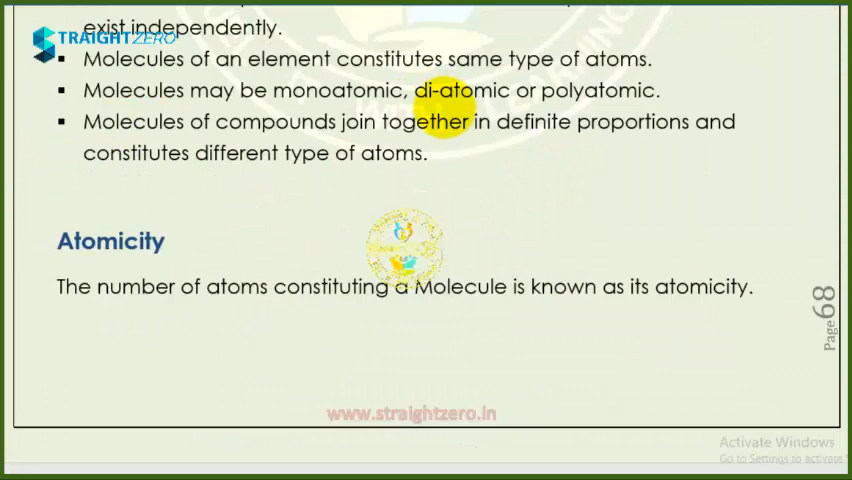 exist independently.
STRAIGHTZERO
▪ Molecules of an element constitutes same type of atoms.
▪ Molecules may be monoatomic, di-atomic or polyatomic.
▪ Molecules of compounds join together in definite proportions and
constitutes different type of atoms.
Atomicity
The number of atoms constituting a Molecule is known as its atomicity.
Page 68
www.straightzero.in
Activate Windows
Go to Settings to activate